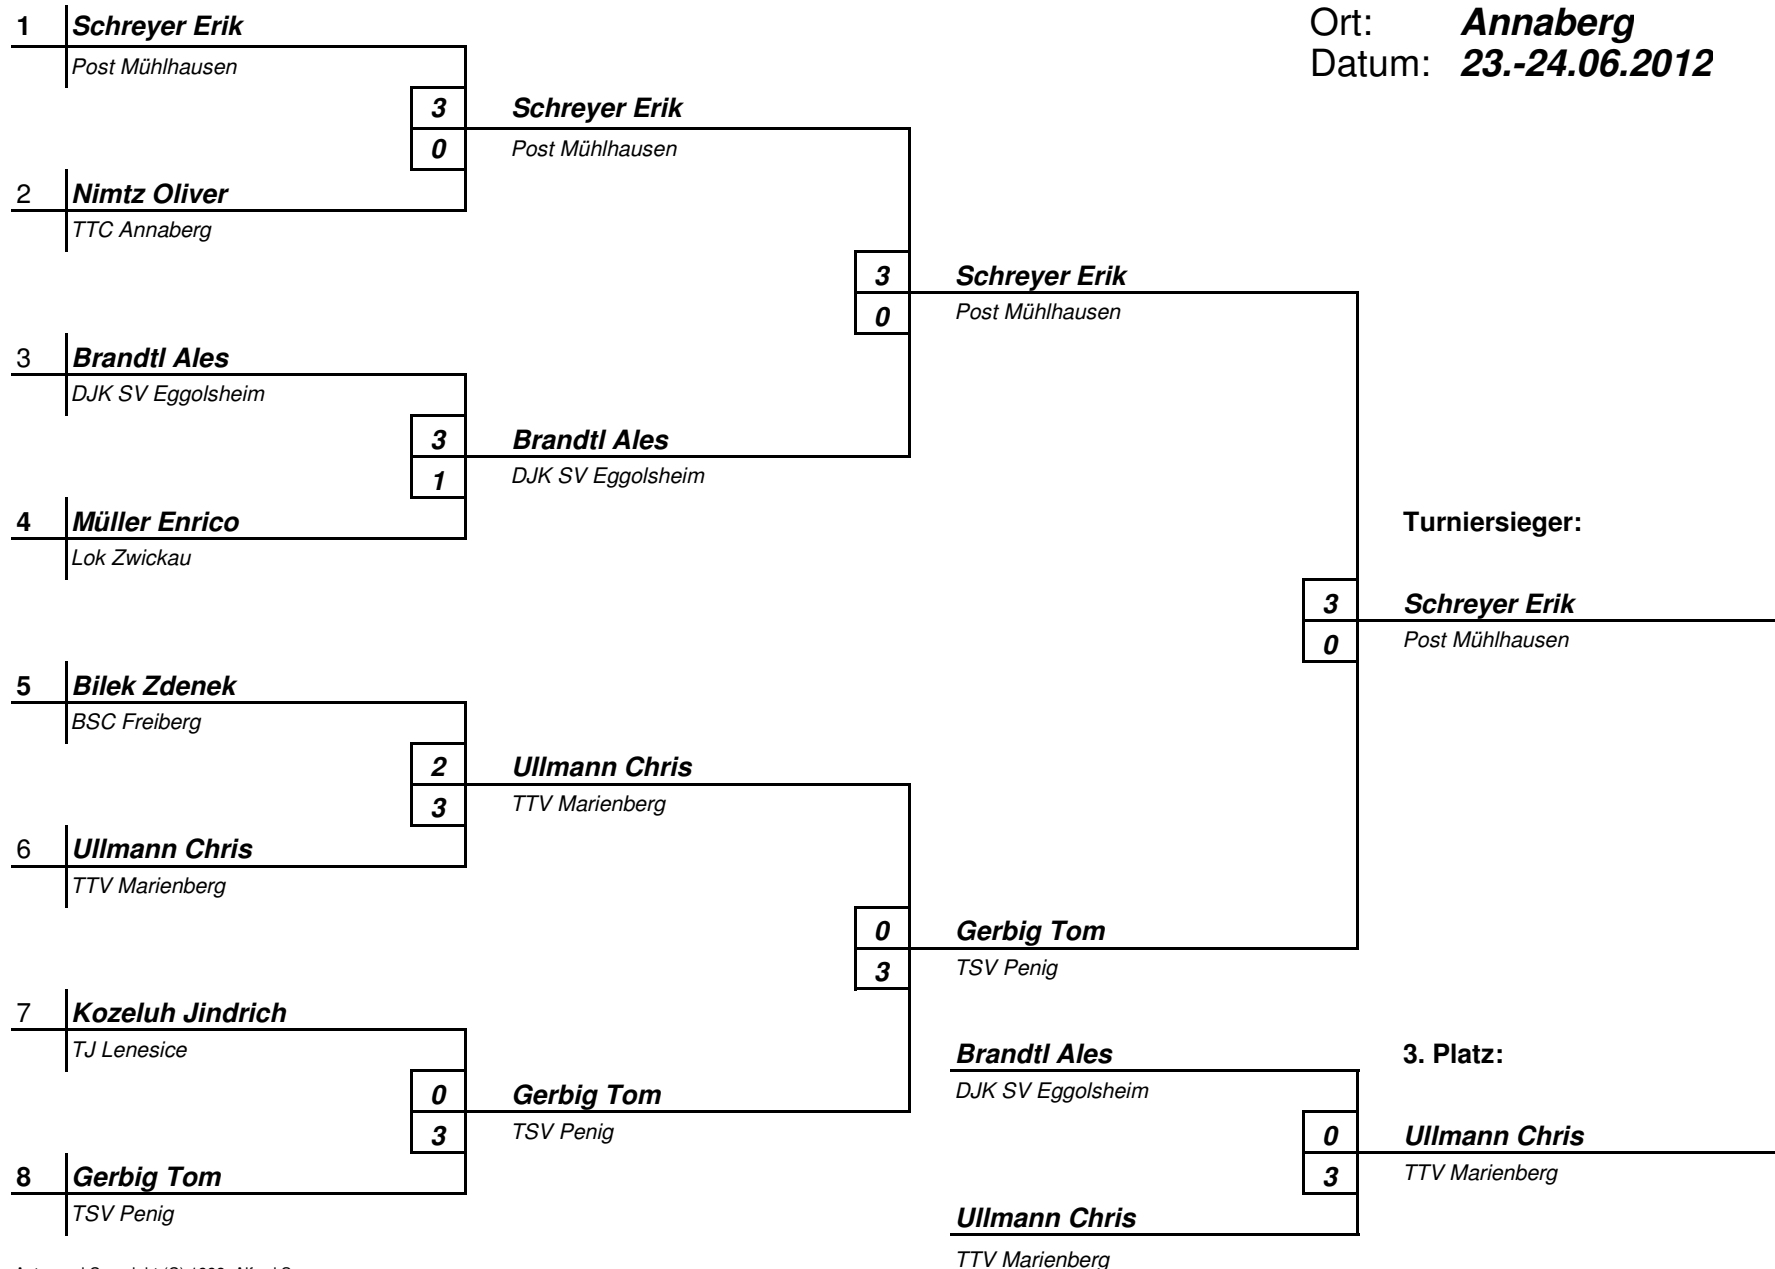 Ort: Annaberg
Datum: 23.-24.06.2012
1 Schreyer Erik
Post Mühlhausen
3 Schreyer Erik
0 Post Mühlhausen
2 Nimtz Oliver
TTC Annaberg
3 Schreyer Erik
0 Post Mühlhausen
3 Brandtl Ales
DJK SV Eggolsheim
3 Brandtl Ales
1 DJK SV Eggolsheim
4 Müller Enrico
Lok Zwickau
Turniersieger:
3 Schreyer Erik
0 Post Mühlhausen
5 Bilek Zdenek
BSC Freiberg
2 Ullmann Chris
3 TTV Marienberg
6 Ullmann Chris
TTV Marienberg
0 Gerbig Tom
3 TSV Penig
7 Kozeluh Jindrich
TJ Lenesice
0 Gerbig Tom
3 TSV Penig
8 Gerbig Tom
TSV Penig
Brandtl Ales
DJK SV Eggolsheim
3. Platz:
0 Ullmann Chris
3 TTV Marienberg
Ullmann Chris
TTV Marienberg